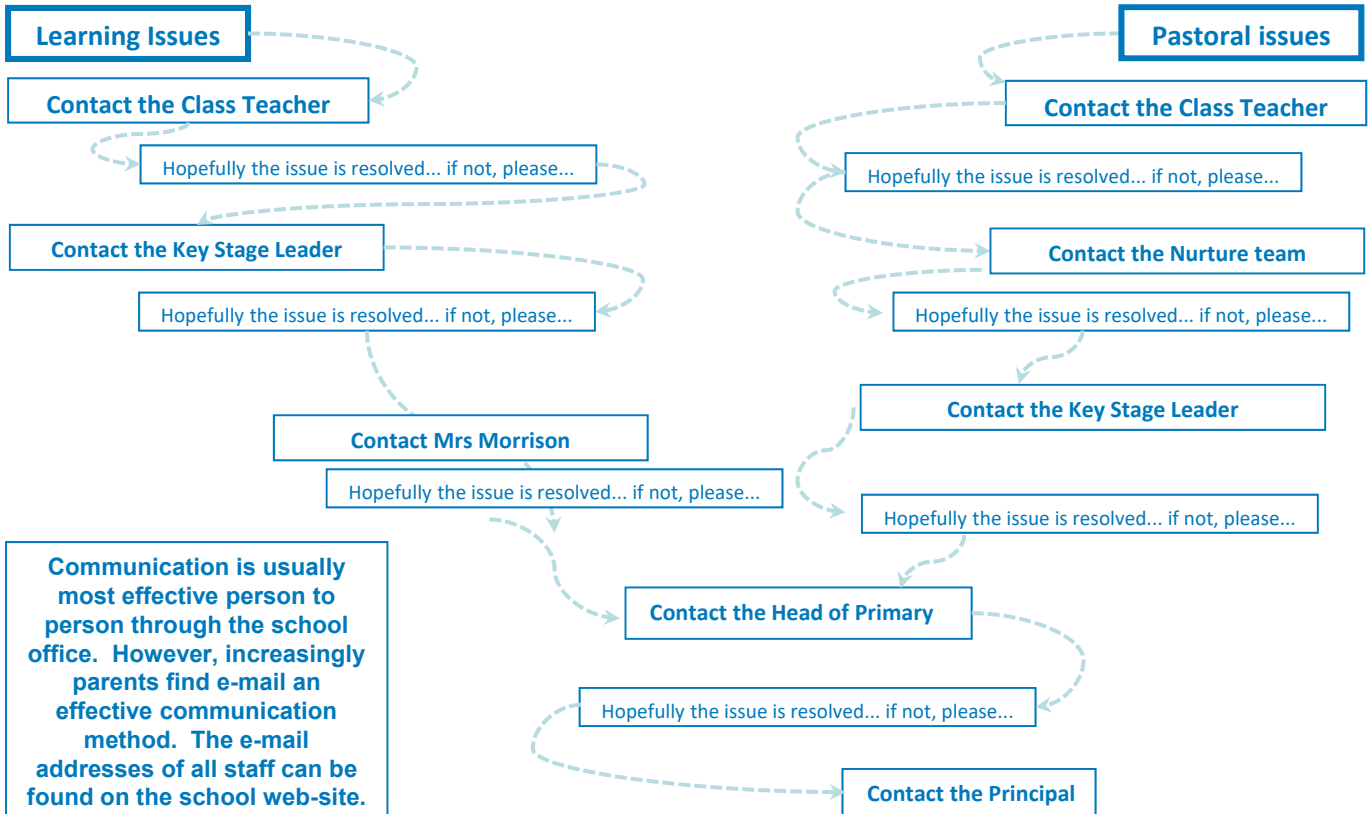 Learning Issues
Pastoral issues
Contact the Class Teacher
Contact the Class Teacher
Hopefully the issue is resolved... if not, please...
Hopefully the issue is resolved... if not, please...
Contact the Key Stage Leader
Contact the Nurture team
Hopefully the issue is resolved... if not, please...
Hopefully the issue is resolved... if not, please...
Contact the Key Stage Leader
Contact Mrs Morrison
Hopefully the issue is resolved... if not, please...
Hopefully the issue is resolved... if not, please...
Communication is usually
most effective person to
person through the school
office.  However, increasingly
parents find e-mail an
effective communication
method.  The e-mail
addresses of all staff can be
found on the school web-site.
Contact the Head of Primary
Hopefully the issue is resolved... if not, please...
Contact the Principal